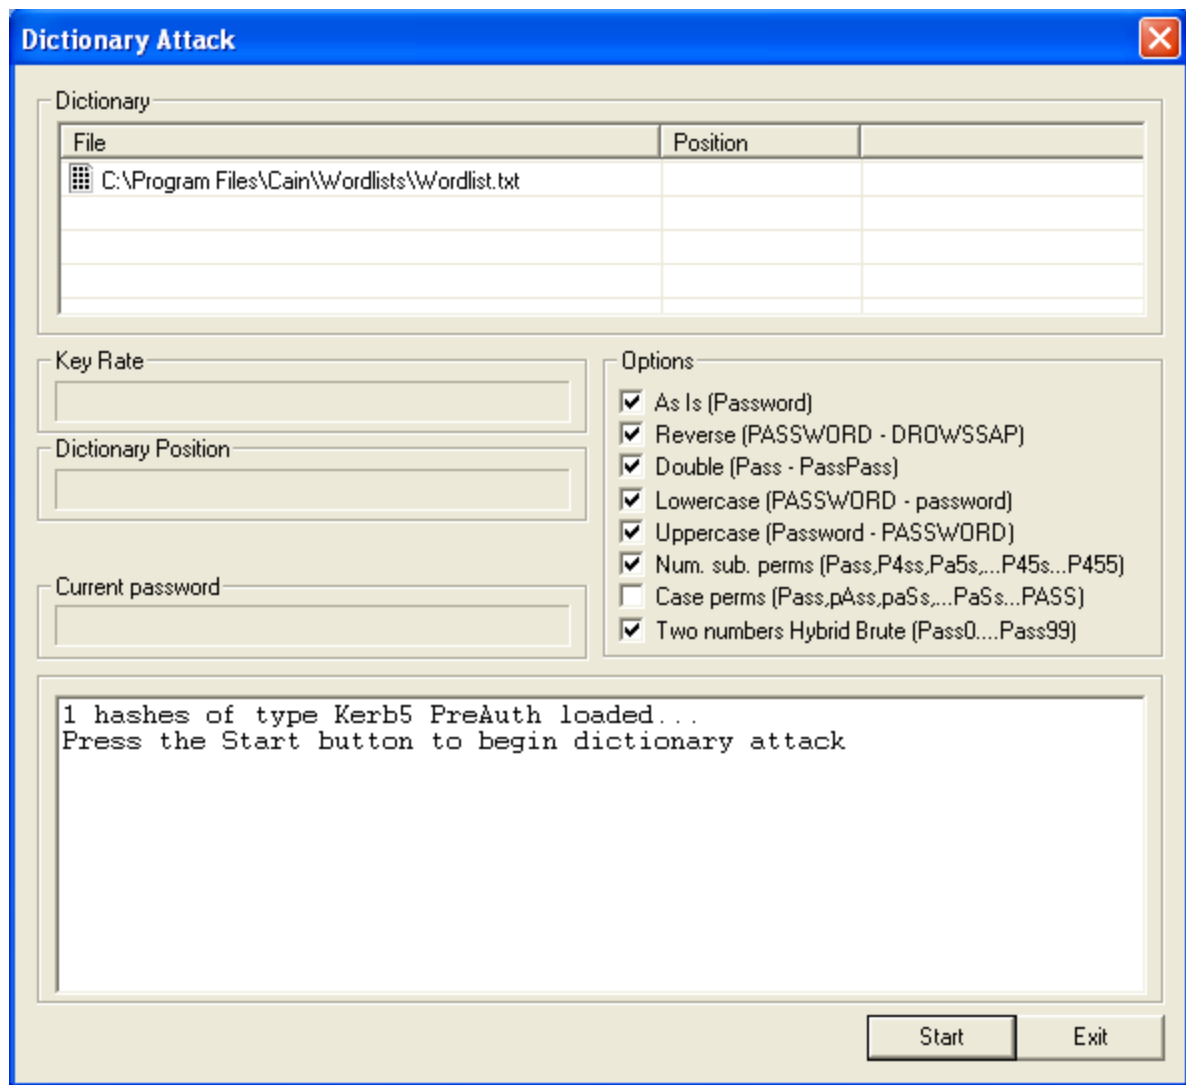 Dictionary Attack
Dictionary
File Position
C:\Program Files\Cain\Wordlists\Wordlist.txt
Key Rate
Dictionary Position
Current password
Options
As Is (Password)
Reverse (PASSWORD - DROWSSAP)
Double (Pass - PassPass)
Lowercase (PASSWORD - password)
Uppercase (Password - PASSWORD)
Num. sub. perms (Pass,P4ss,Pa5s,...P45s...P455)
Case perms (Pass,pAss,paSs,...PaSs...PASS)
Two numbers Hybrid Brute (Pass0....Pass99)
1 hashes of type Kerb5 PreAuth loaded...
Press the Start button to begin dictionary attack
Start Exit